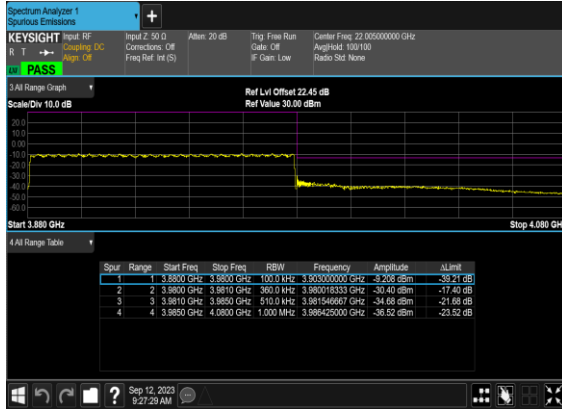 Spectrum Analyzer 1
Spurious Emissions
+
KEYSIGHT Input: RF Input Z: 50 Ω Atten: 20 dB Trig: Free Run Center Freq: 22.005000000 GHz
R T Coupling: DC Corrections: Off Gate: Off Avg|Hold: 100/100
Align: Off Freq Ref: Int (S) IF Gain: Low Radio Std: None
PASS
3 All Range Graph Ref Lvl Offset 22.45 dB
Scale/Div 10.0 dB Ref Value 30.00 dBm
20.0
10.0
0.00
-10.0
-20.0
-30.0
-40.0
-50.0
-60.0
Start 3.880 GHz Stop 4.080 GH
4 All Range Table
Spur Range Start Freq Stop Freq RBW Frequency Amplitude ΔLimit
1 1 3.8800 GHz 3.9800 GHz 100.0 kHz 3.903000000 GHz -9.208 dBm -39.21 dB
2 2 3.9800 GHz 3.9810 GHz 360.0 kHz 3.980018333 GHz -30.40 dBm -17.40 dB
3 3 3.9810 GHz 3.9850 GHz 510.0 kHz 3.981546667 GHz -34.68 dBm -21.68 dB
4 4 3.9850 GHz 4.0800 GHz 1.000 MHz 3.986425000 GHz -36.52 dBm -23.52 dB
? Sep 12, 2023
9:27:29 AM